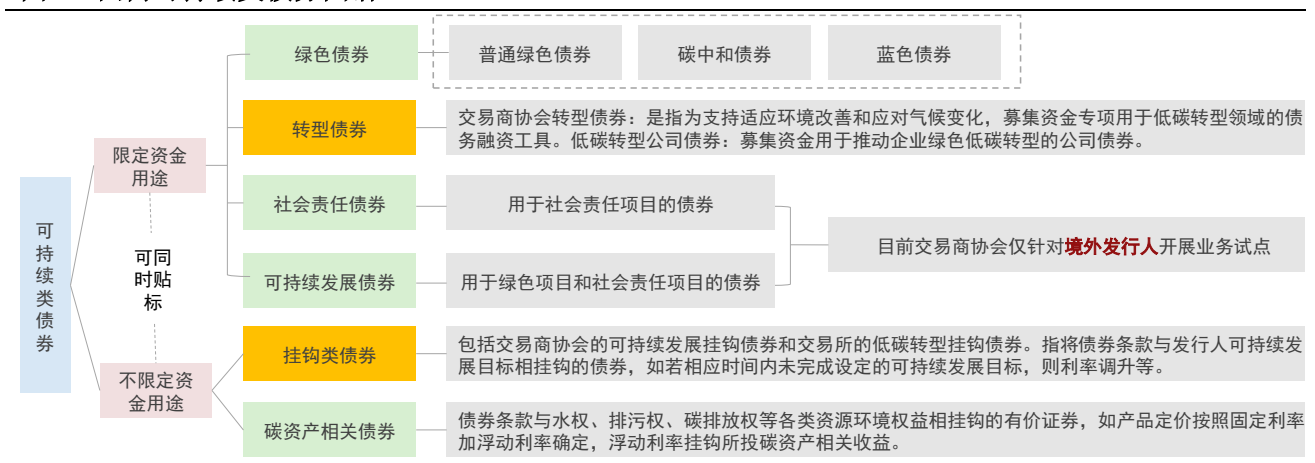 绿色债券
普通绿色债券
碳中和债券
蓝色债券
转型债券
交易商协会转型债券：是指为支持适应环境改善和应对气候变化，募集资金专项用于低碳转型领域的债
务融资工具。低碳转型公司债券：募集资金用于推动企业绿色低碳转型的公司债券。
限定资金
用途
社会责任债券
用于社会责任项目的债券
可
持
续
类
债
券
可同
时贴
标
目前交易商协会仅针对境外发行人开展业务试点
可持续发展债券
用于绿色项目和社会责任项目的债券
挂钩类债券
包括交易商协会的可持续发展挂钩债券和交易所的低碳转型挂钩债券。指将债券条款与发行人可持续发
展目标相挂钩的债券，如若相应时间内未完成设定的可持续发展目标，则利率调升等。
不限定资
金用途
碳资产相关债券
债券条款与水权、排污权、碳排放权等各类资源环境权益相挂钩的有价证券，如产品定价按照固定利率
加浮动利率确定，浮动利率挂钩所投碳资产相关收益。